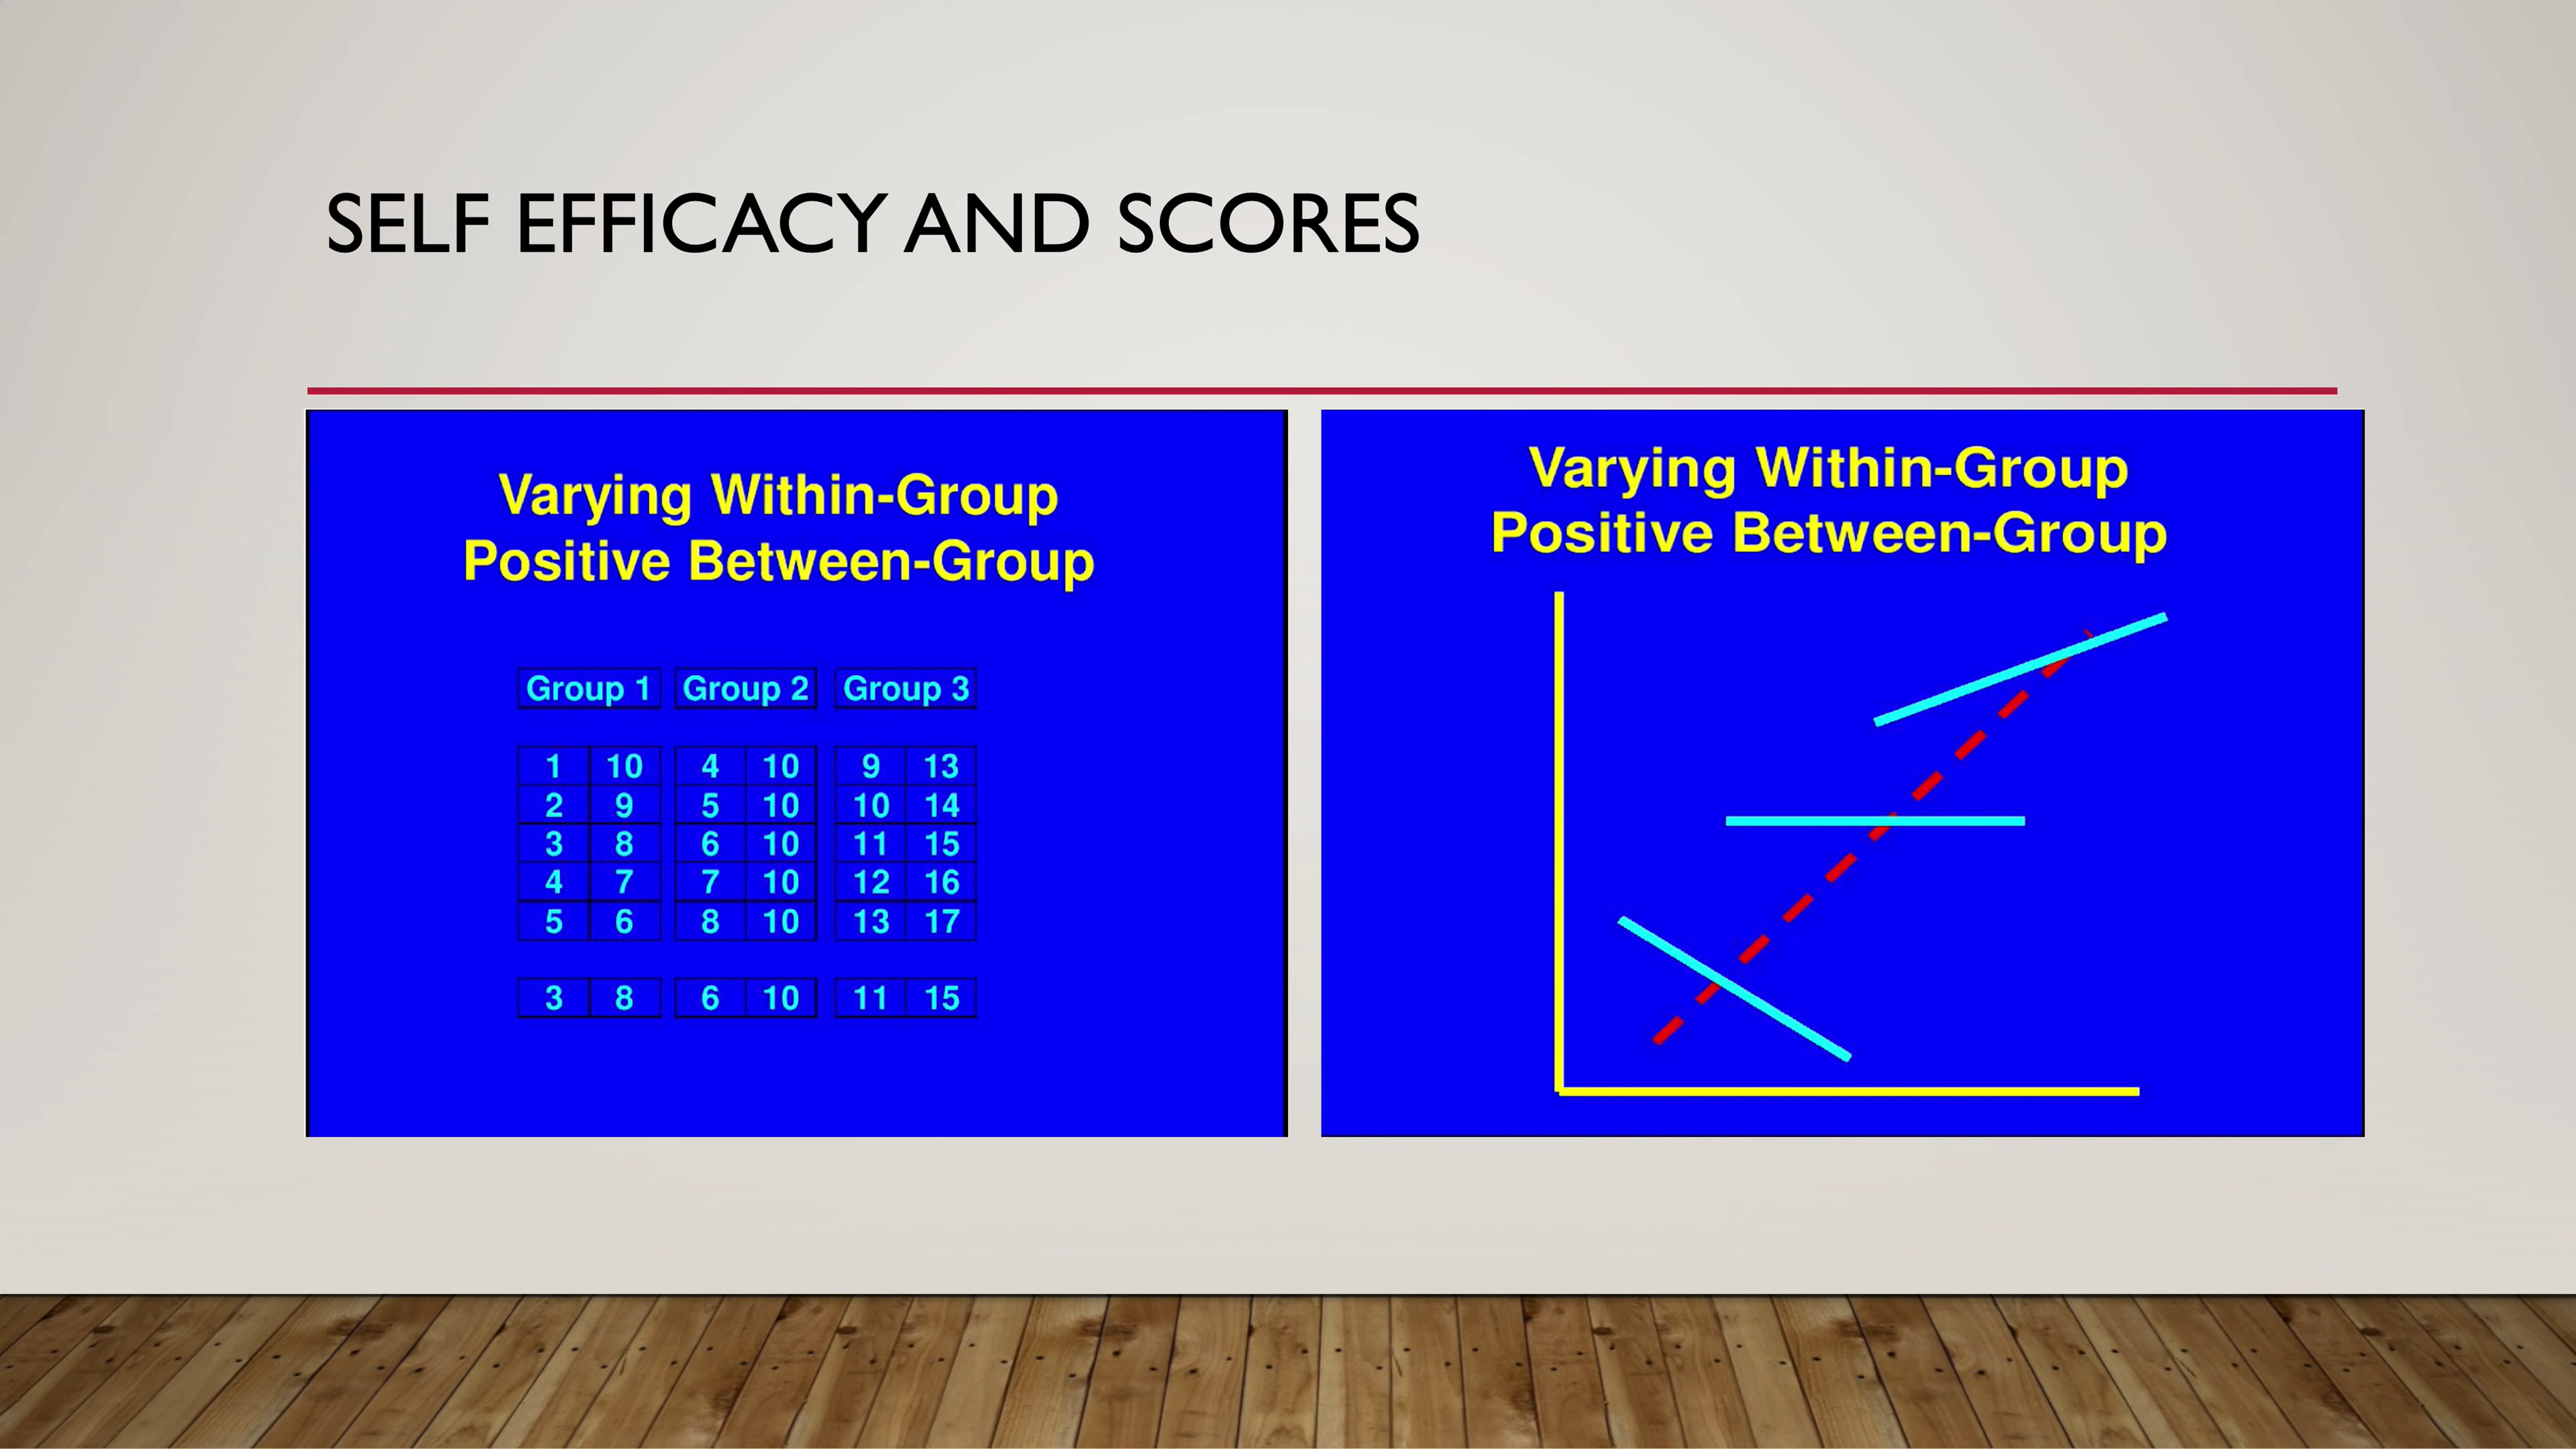 SELF EFFICACY AND SCORES
Varying Within-Group
Positive Between-Group
Group 1 Group 2 Group 3
1 10 4 10 9 13
2 9 5 10 10 14
3 8 6 10 11 15
4 7 7 10 12 16
5 6 8 10 13 17
3 8 6 10 11 15
Varying Within-Group
Positive Between-Group